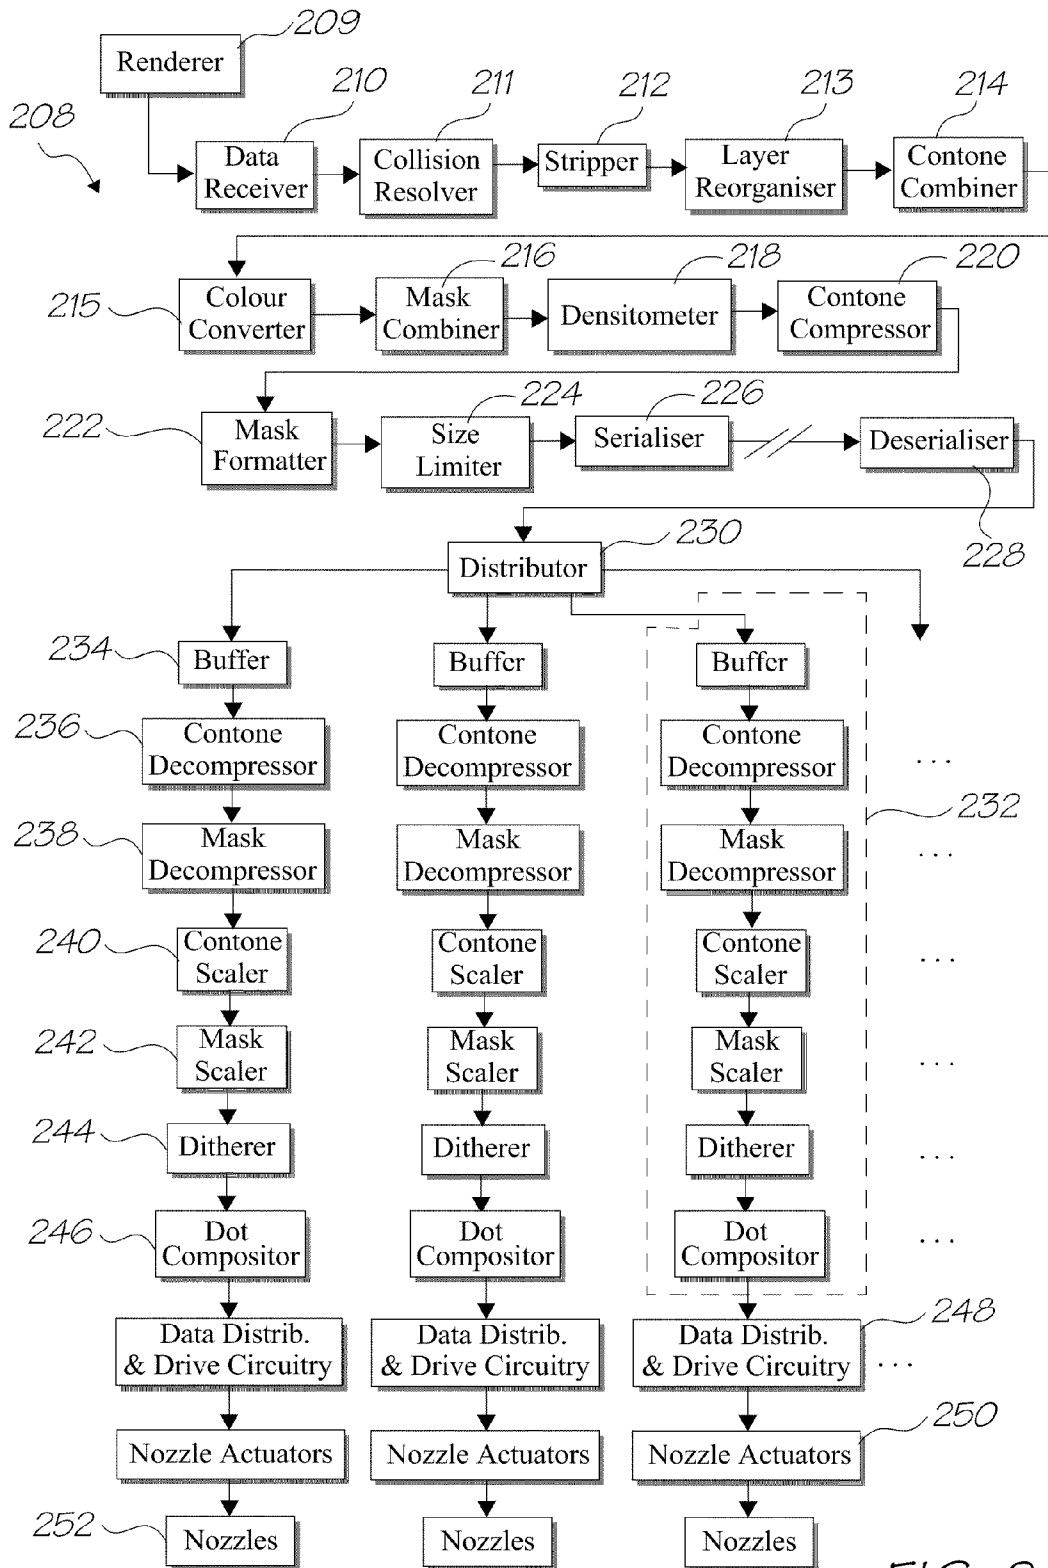 209
Renderer
208
210
211
212
213
214
Data
Receiver
Collision
Resolver
Stripper
Layer
Reorganiser
Contone
Combiner
215
Colour
Converter
216
Mask
Combiner
218
Densitometer
220
Contone
Compressor
222
Mask
Formatter
224
Size
Limiter
226
Serialiser
Deserialiser
228
230
Distributor
234
Buffer
Buffer
Buffer
236
Contone
Decompressor
Contone
Decompressor
Contone
Decompressor
...
232
238
Mask
Decompressor
Mask
Decompressor
Mask
Decompressor
...
240
Contone
Scaler
Contone
Scaler
Contone
Scaler
...
242
Mask
Scaler
Mask
Scaler
Mask
Scaler
...
244
Ditherer
Ditherer
Ditherer
...
246
Dot
Compositor
Dot
Compositor
Dot
Compositor
...
248
Data Distrib.
& Drive Circuitry
Data Distrib.
& Drive Circuitry
Data Distrib.
& Drive Circuitry
...
250
Nozzle Actuators
Nozzle Actuators
Nozzle Actuators
252
Nozzles
Nozzles
Nozzles